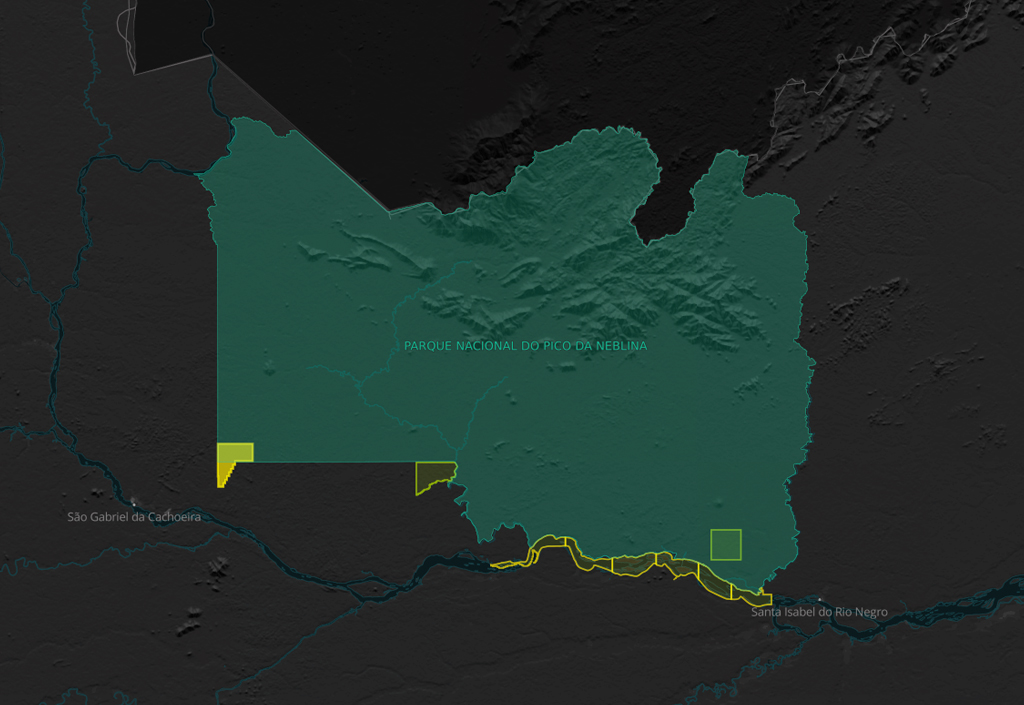 PARQUE NACIONAL DO PICO DA NEBLINA
São Gabriel da Cachoeira
Santa Isabel do Rio Negro